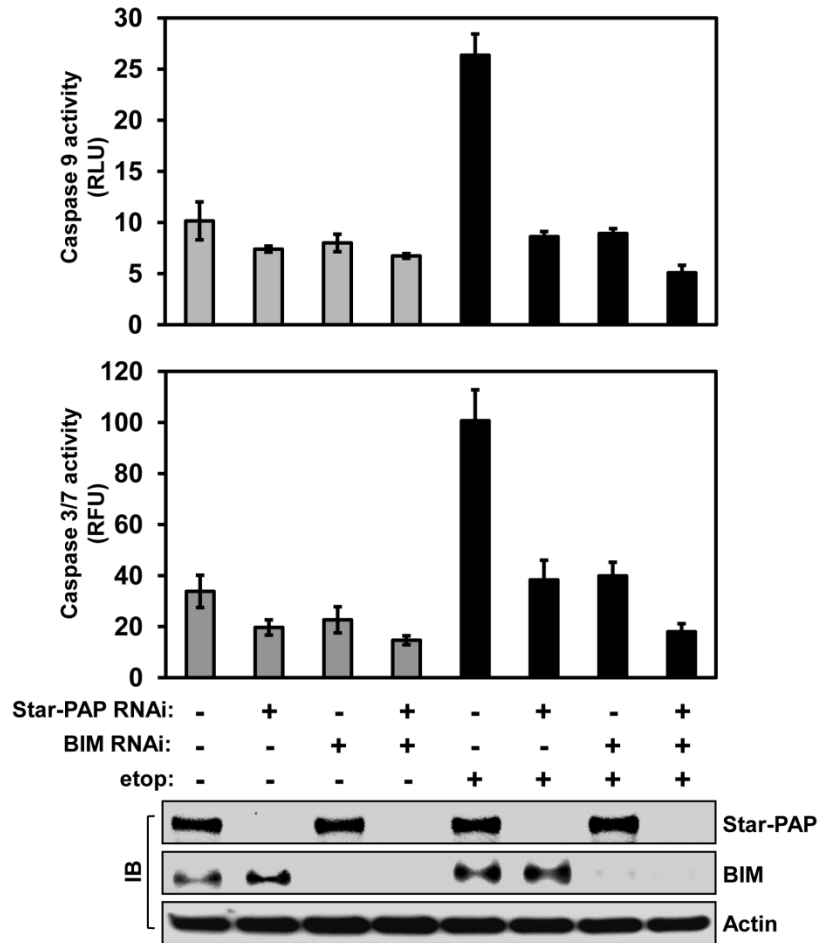 30
25
20
15
10
5
0
Caspase 9 activity
(RLU)
120
100
80
60
40
20
0
Caspase 3/7 activity
(RFU)
Star-PAP RNAi: - + - + - + - +
BIM RNAi: - - + + - - + +
etop: - - - - + + + +
IB
Star-PAP
BIM
Actin